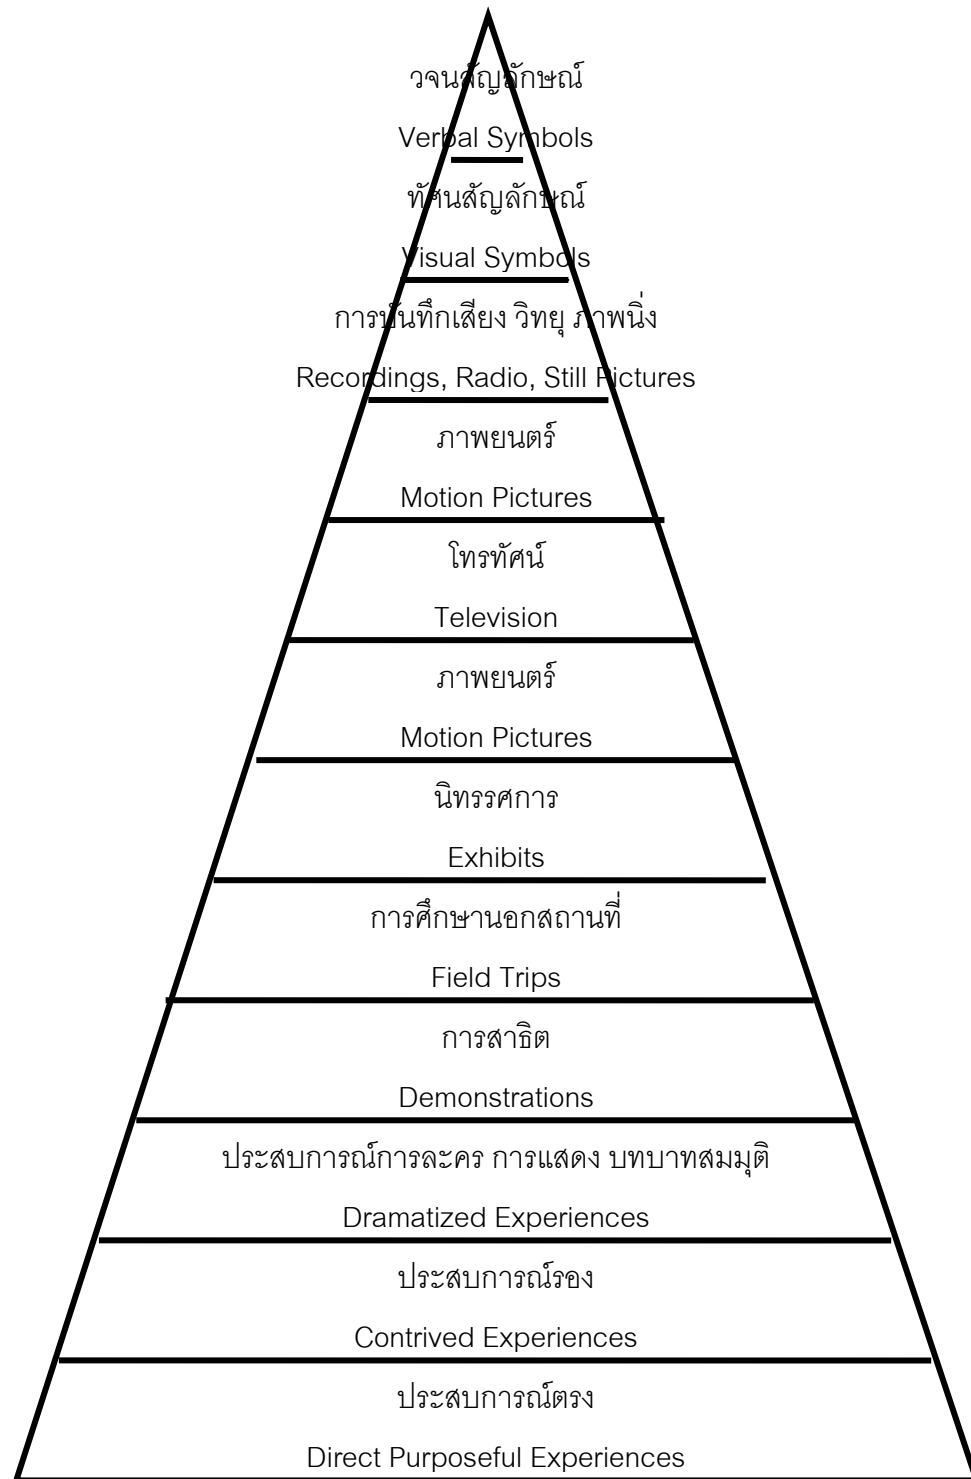 วจนสัญลักษณ์
Verbal Symbols
ทัศนสัญลักษณ์
Visual Symbols
การบันทึกเสียง วิทยุ ภาพนิ่ง
Recordings, Radio, Still Pictures
ภาพยนตร์
Motion Pictures
โทรทัศน์
Television
ภาพยนตร์
Motion Pictures
นิทรรศการ
Exhibits
การศึกษานอกสถานที่
Field Trips
การสาธิต
Demonstrations
ประสบการณ์การละคร การแสดง บทบาทสมมุติ
Dramatized Experiences
ประสบการณ์รอง
Contrived Experiences
ประสบการณ์ตรง
Direct Purposeful Experiences